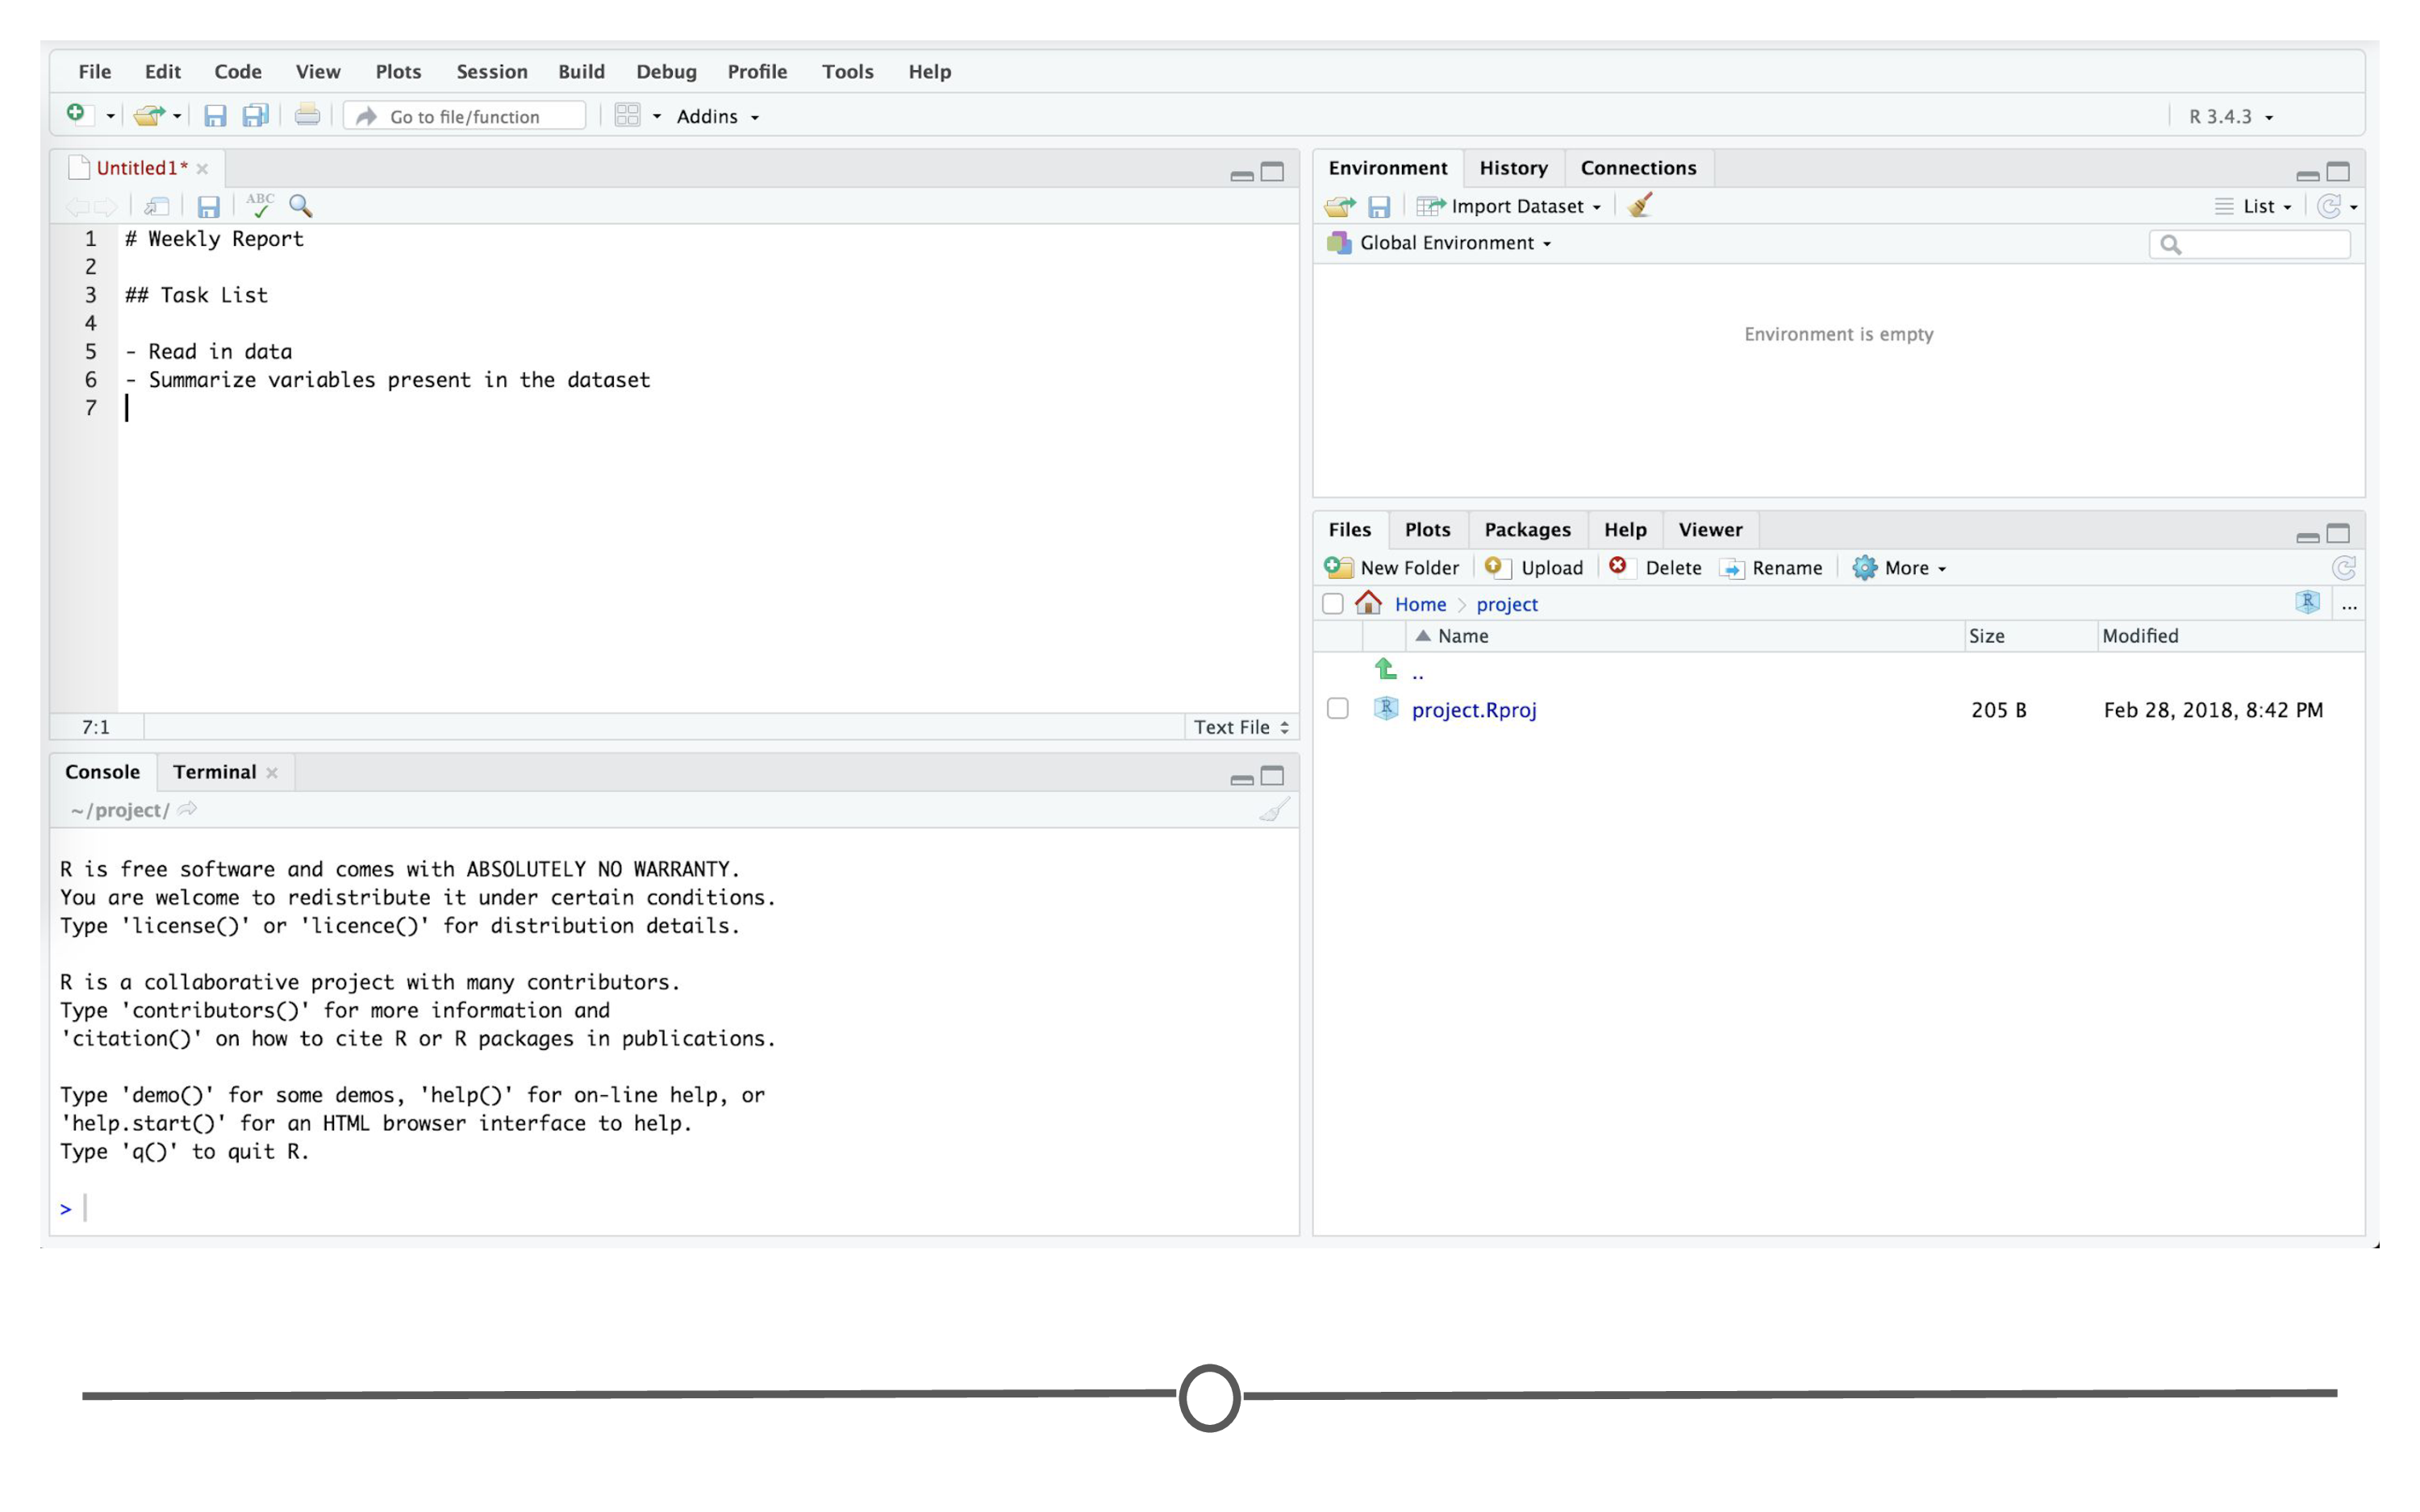 File Edit Code View Plots Session Build Debug Profile Tools Help
Go to file/function Addins R 3.4.3
Untitled1*
ABC
1 # Weekly Report
2
3 ## Task List
4
5 - Read in data
6 - Summarize variables present in the dataset
7
7:1 Text File
Console Terminal
~/project/
R is free software and comes with ABSOLUTELY NO WARRANTY.
You are welcome to redistribute it under certain conditions.
Type 'license()' or 'licence()' for distribution details.
R is a collaborative project with many contributors.
Type 'contributors()' for more information and
'citation()' on how to cite R or R packages in publications.
Type 'demo()' for some demos, 'help()' for on-line help, or
'help.start()' for an HTML browser interface to help.
Type 'q()' to quit R.
>
Environment History Connections
Import Dataset List
Global Environment
Environment is empty
Files Plots Packages Help Viewer
New Folder Upload Delete Rename More
Home > project R ...
Name Size Modified
..
R project.Rproj 205 B Feb 28, 2018, 8:42 PM